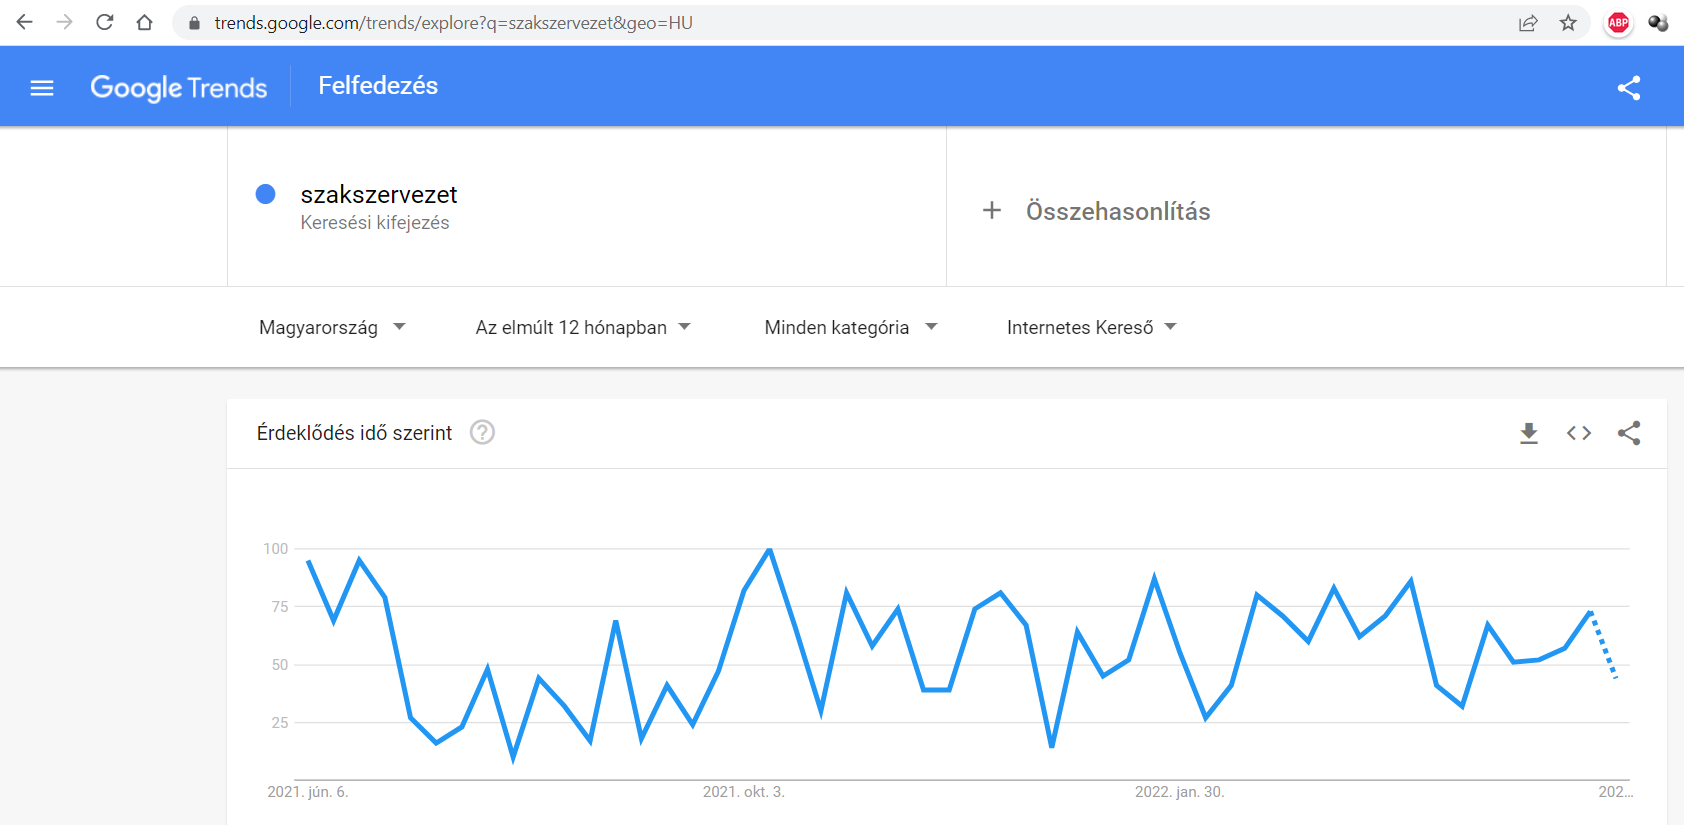 trends.google.com/trends/explore?q=szakszervezet&geo=HU
ABP
Google Trends
Felfedezés
szakszervezet
Keresési kifejezés
+ Összehasonlítás
Magyarország
Az elmúlt 12 hónapban
Minden kategória
Internetes Kereső
Érdeklődés idő szerint
?
100
75
50
25
2021. jún. 6.
2021. okt. 3.
2022. jan. 30.
202…